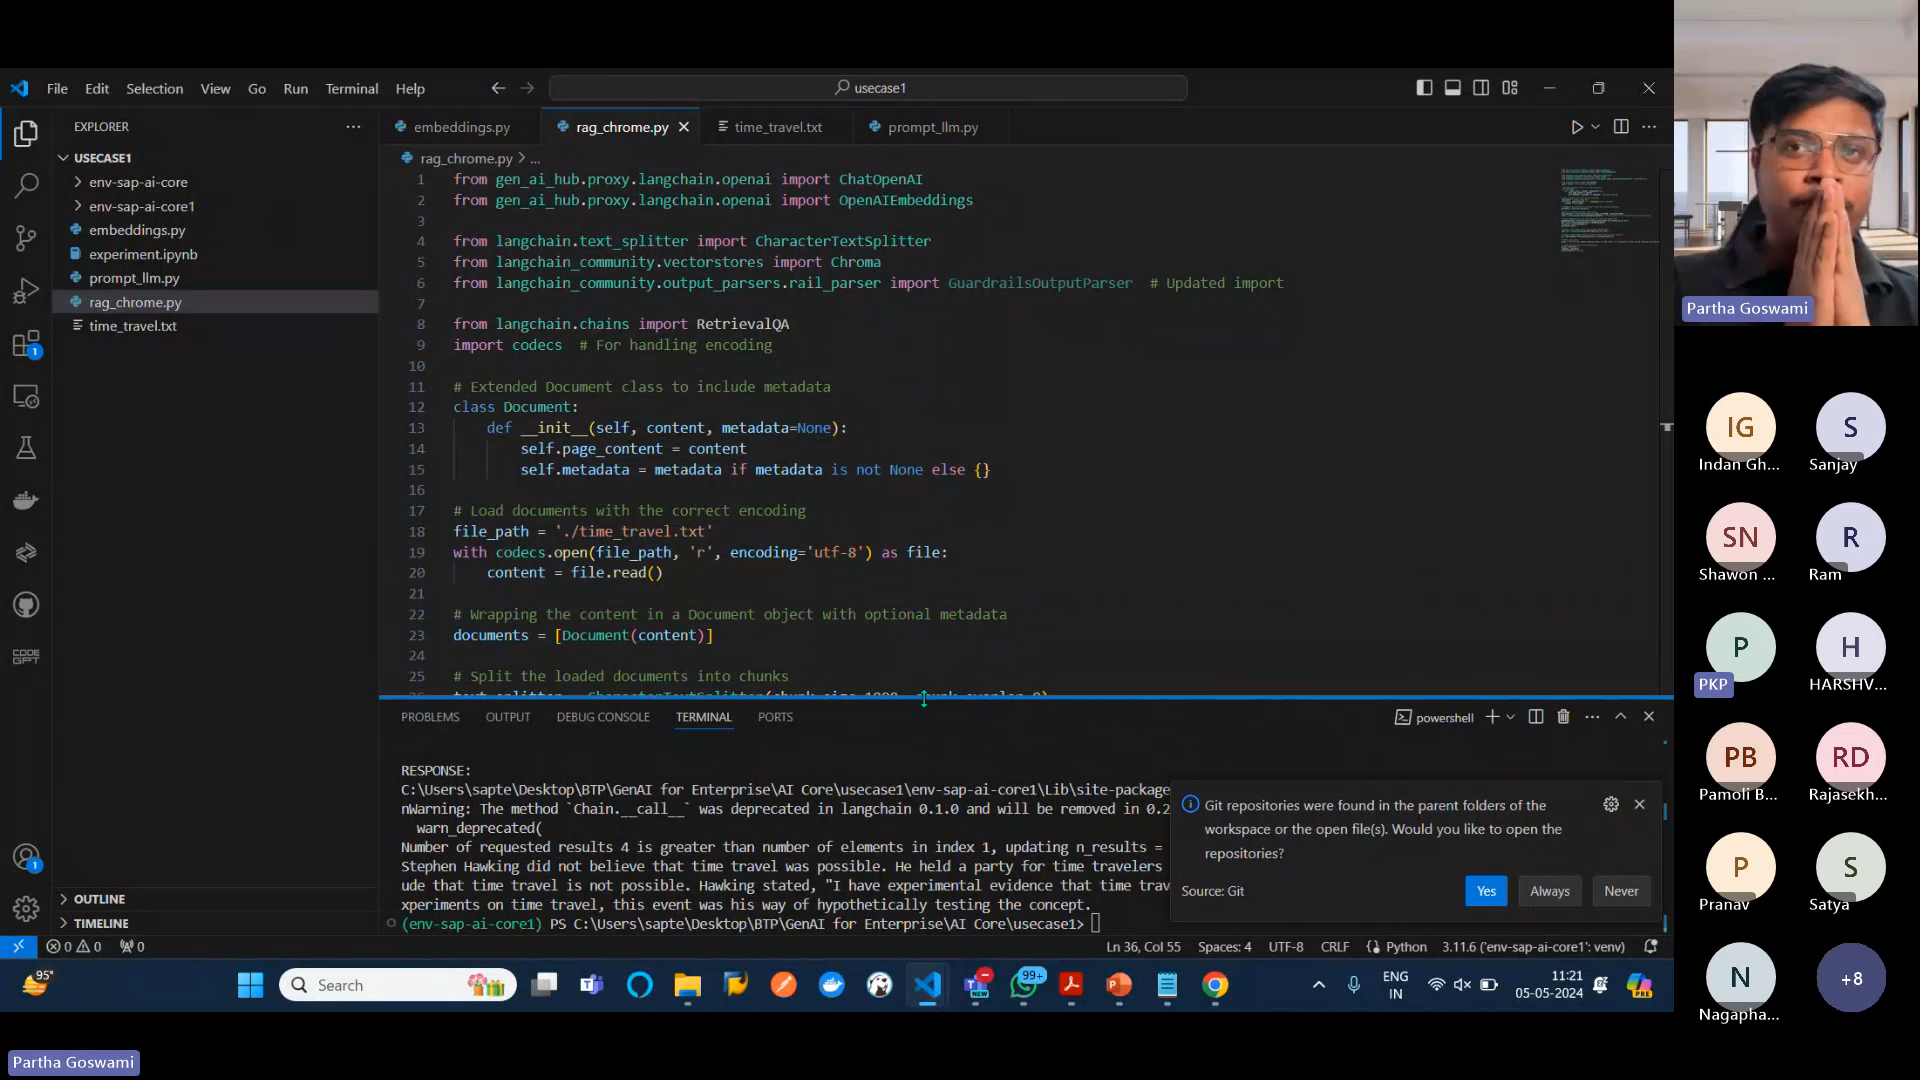 File Edit Selection View Go Run Terminal Help
usecase1
EXPLORER
USECASE1
env-sap-ai-core
env-sap-ai-core1
embeddings.py
experiment.ipynb
prompt_llm.py
rag_chrome.py
time_travel.txt
OUTLINE
TIMELINE
CODE
GPT
1
1
embeddings.py
rag_chrome.py
time_travel.txt
prompt_llm.py
rag_chrome.py > ...
1 from gen_ai_hub.proxy.langchain.openai import ChatOpenAI
2 from gen_ai_hub.proxy.langchain.openai import OpenAIEmbeddings
3
4 from langchain.text_splitter import CharacterTextSplitter
5 from langchain_community.vectorstores import Chroma
6 from langchain_community.output_parsers.rail_parser import GuardrailsOutputParser # Updated import
7
8 from langchain.chains import RetrievalQA
9 import codecs # For handling encoding
10
11 # Extended Document class to include metadata
12 class Document:
13 def __init__(self, content, metadata=None):
14 self.page_content = content
15 self.metadata = metadata if metadata is not None else {}
16
17 # Load documents with the correct encoding
18 file_path = './time_travel.txt'
19 with codecs.open(file_path, 'r', encoding='utf-8') as file:
20 content = file.read()
21
22 # Wrapping the content in a Document object with optional metadata
23 documents = [Document(content)]
24
25 # Split the loaded documents into chunks
PROBLEMS OUTPUT DEBUG CONSOLE TERMINAL PORTS
powershell
RESPONSE:
C:\Users\sapte\Desktop\BTP\GenAI for Enterprise\AI Core\usecase1\env-sap-ai-core1\Lib\site-package
nWarning: The method `Chain.__call__` was deprecated in langchain 0.1.0 and will be removed in 0.2
warn_deprecated(
Number of requested results 4 is greater than number of elements in index 1, updating n_results =
Stephen Hawking did not believe that time travel was possible. He held a party for time travelers
ude that time travel is not possible. Hawking stated, "I have experimental evidence that time trav
xperiments on time travel, this event was his way of hypothetically testing the concept.
(env-sap-ai-core1) PS C:\Users\sapte\Desktop\BTP\GenAI for Enterprise\AI Core\usecase1>
Git repositories were found in the parent folders of the
workspace or the open file(s). Would you like to open the
repositories?
Source: Git
Yes
Always
Never
0 0 0
Ln 36, Col 55 Spaces: 4 UTF-8 CRLF Python 3.11.6 ('env-sap-ai-core1': venv)
95°
Search
NEW
99+
ENG
IN
11:21
05-05-2024
PRE
Partha Goswami
IG
Indan Gh...
S
Sanjay
SN
Shawon ...
R
Ram
P
PKP
H
HARSHV...
PB
Pamoli B...
RD
Rajasekh...
P
Pranav
S
Satya
N
Nagapha...
+8
Partha Goswami